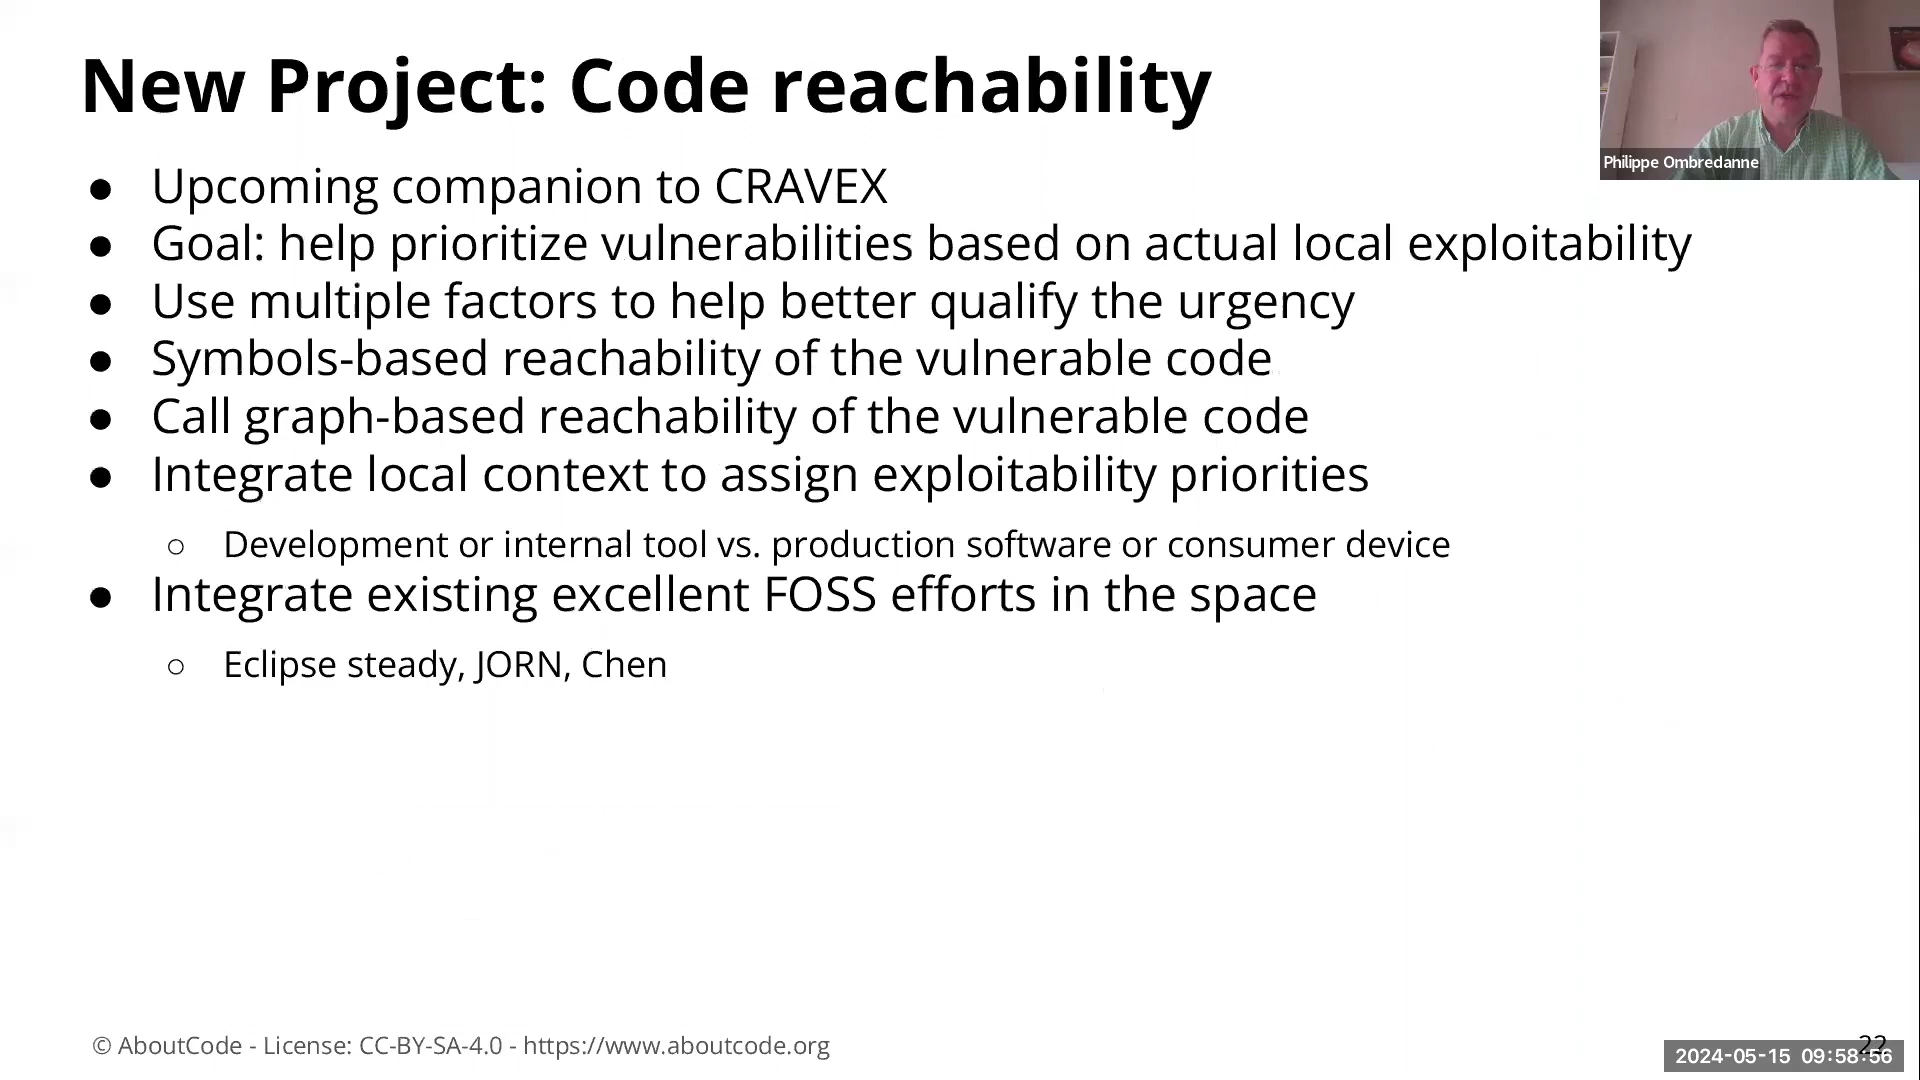 New Project: Code reachability
Philippe Ombredanne
● Upcoming companion to CRAVEX
● Goal: help prioritize vulnerabilities based on actual local exploitability
● Use multiple factors to help better qualify the urgency
● Symbols-based reachability of the vulnerable code
● Call graph-based reachability of the vulnerable code
● Integrate local context to assign exploitability priorities
○ Development or internal tool vs. production software or consumer device
● Integrate existing excellent FOSS efforts in the space
○ Eclipse steady, JORN, Chen
© AboutCode - License: CC-BY-SA-4.0 - https://www.aboutcode.org
22
2024-05-15 09:58:56